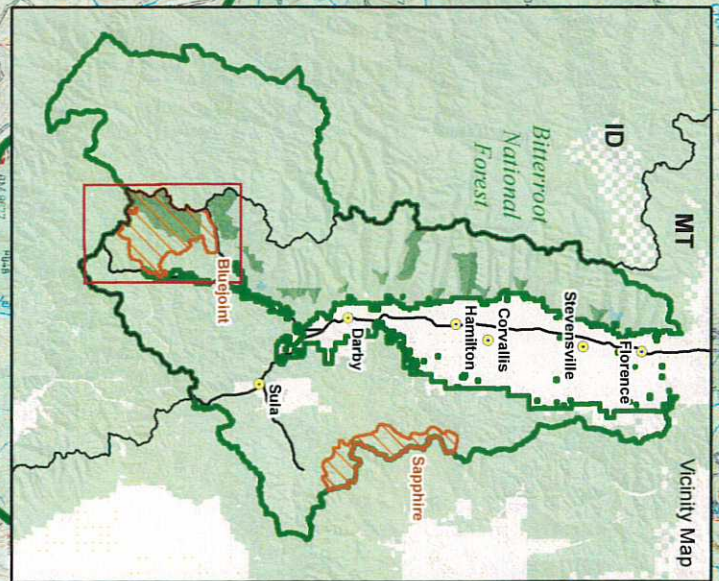 Vicinity Map
MT
ID
Bitterroot
National
Forest
Florence
Stevensville
Corvallis
Hamilton
Darby
Sula
Sapphire
Bluejoint